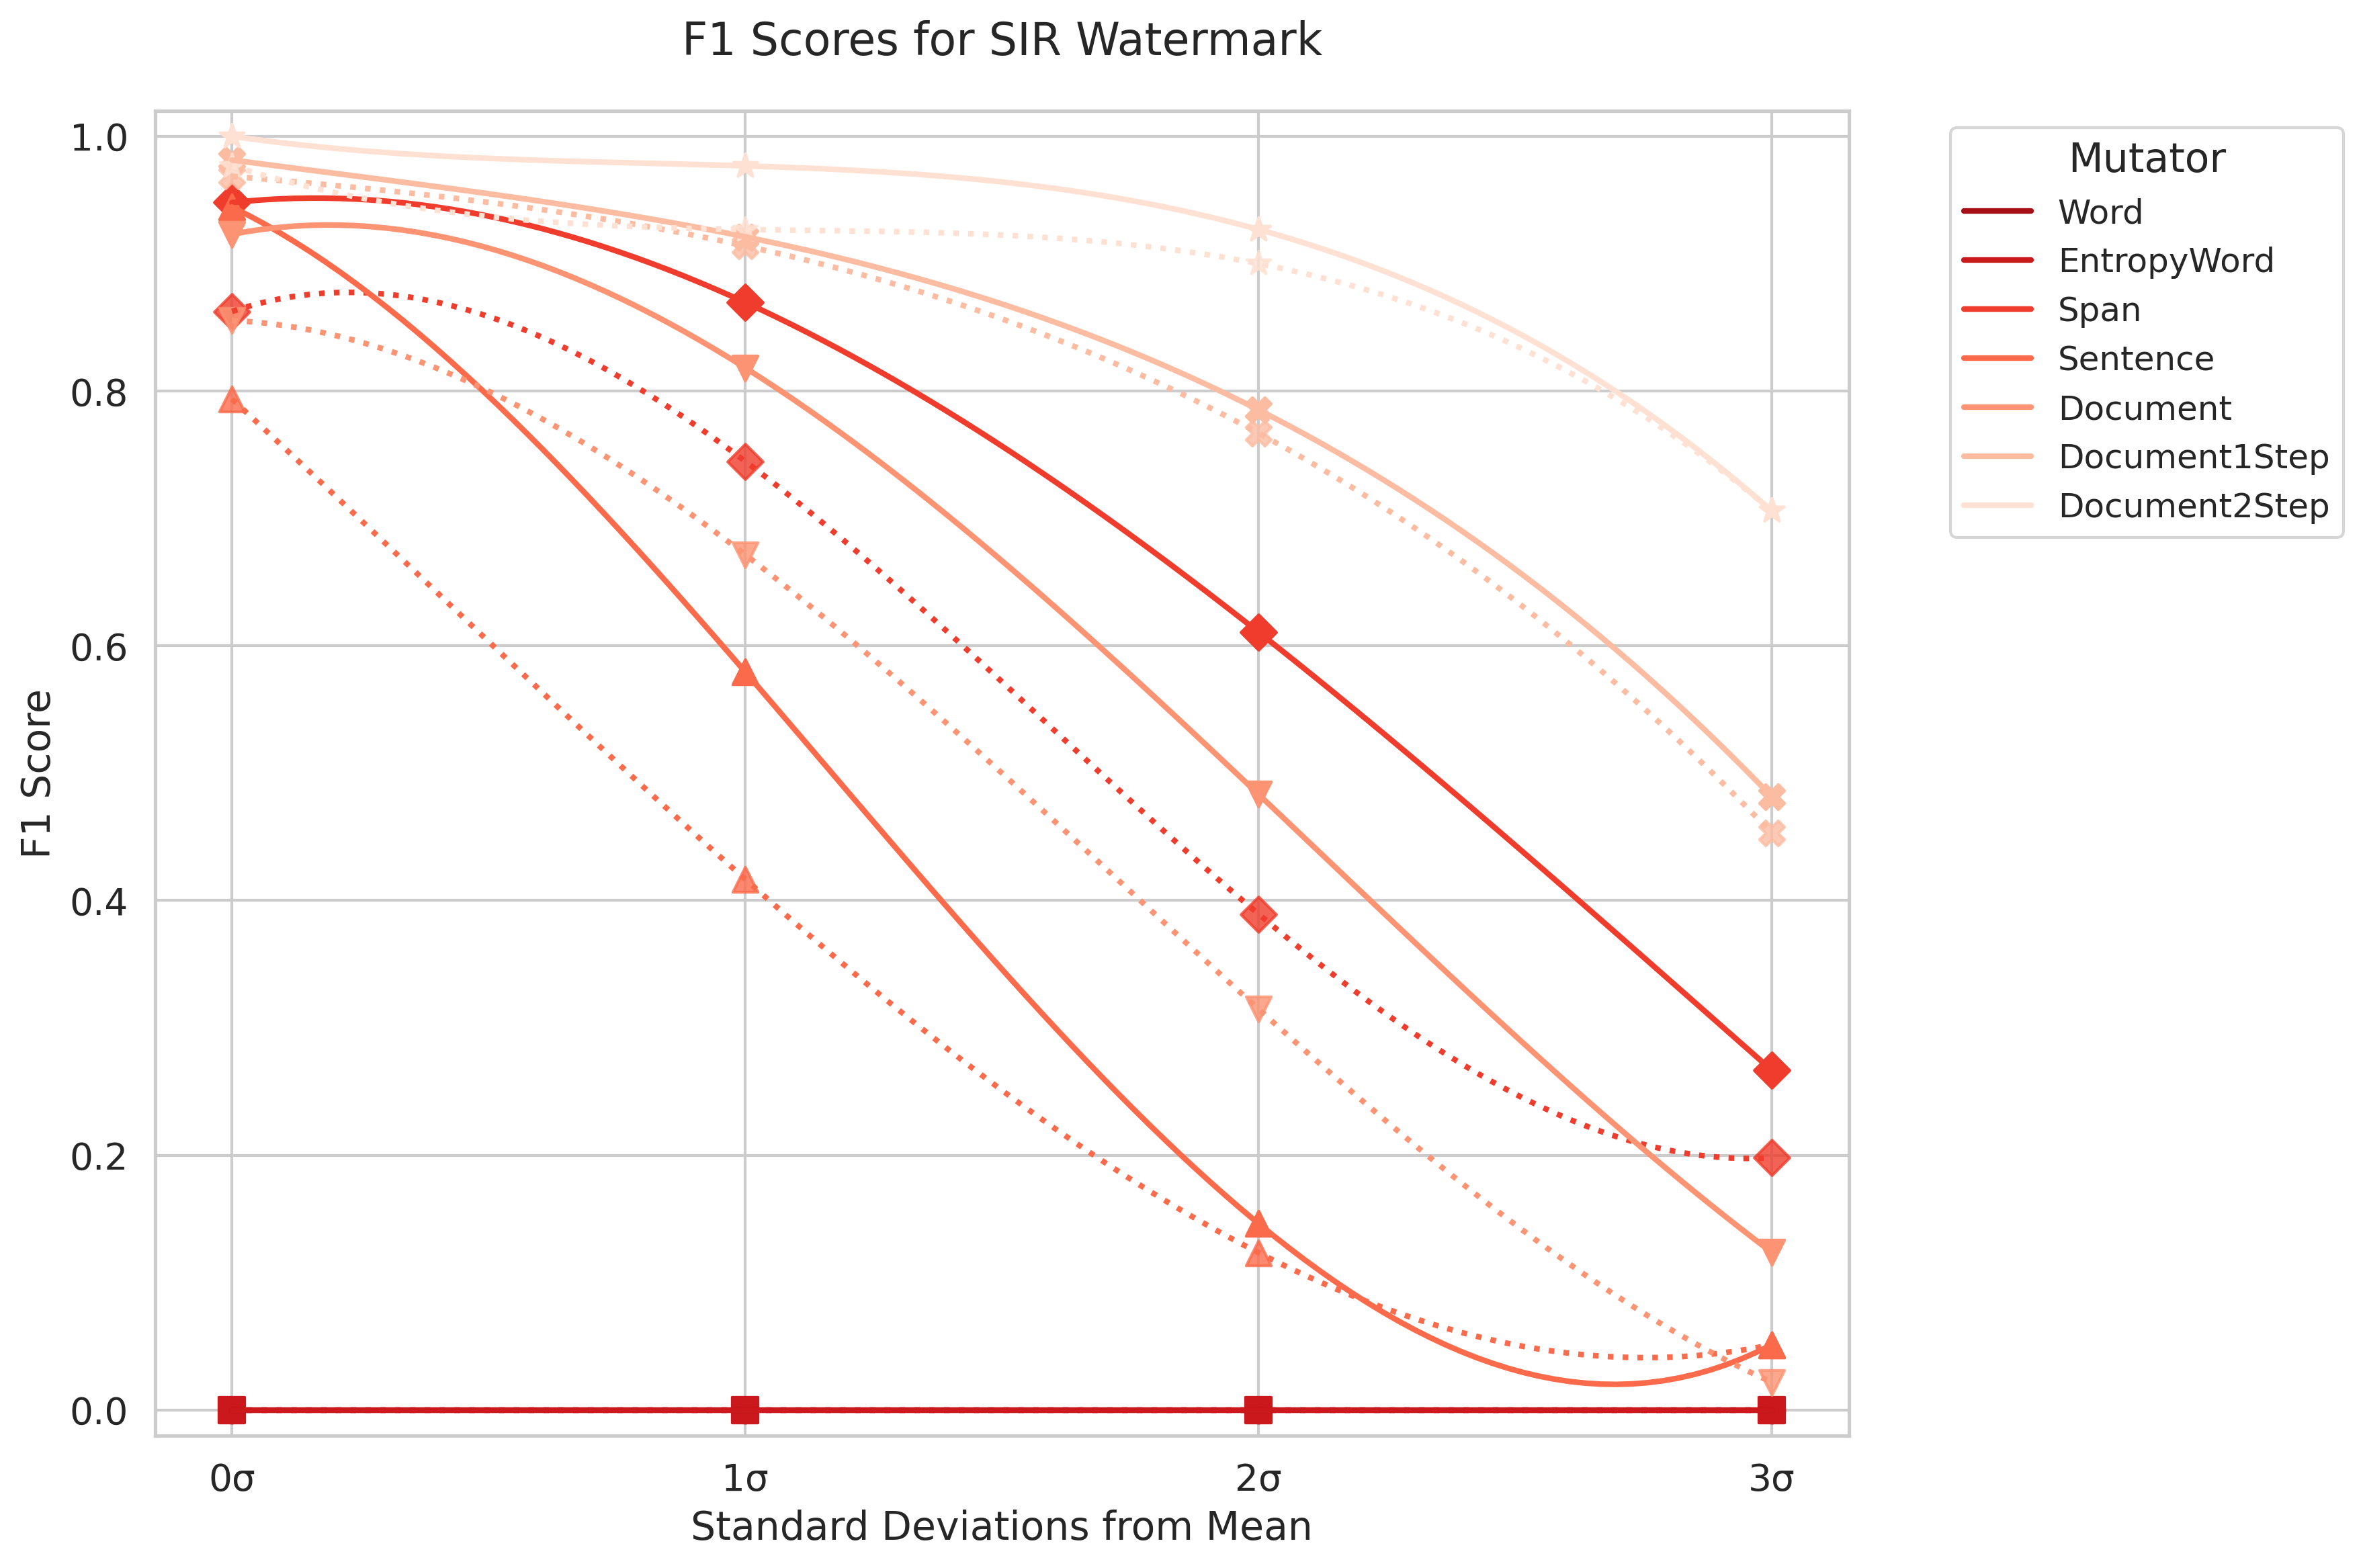 F1 Scores for SIR Watermark
1.0
0.8
0.6
0.4
0.2
0.0
F1 Score
0σ
1σ
2σ
3σ
Standard Deviations from Mean
Mutator
Word
EntropyWord
Span
Sentence
Document
Document1Step
Document2Step